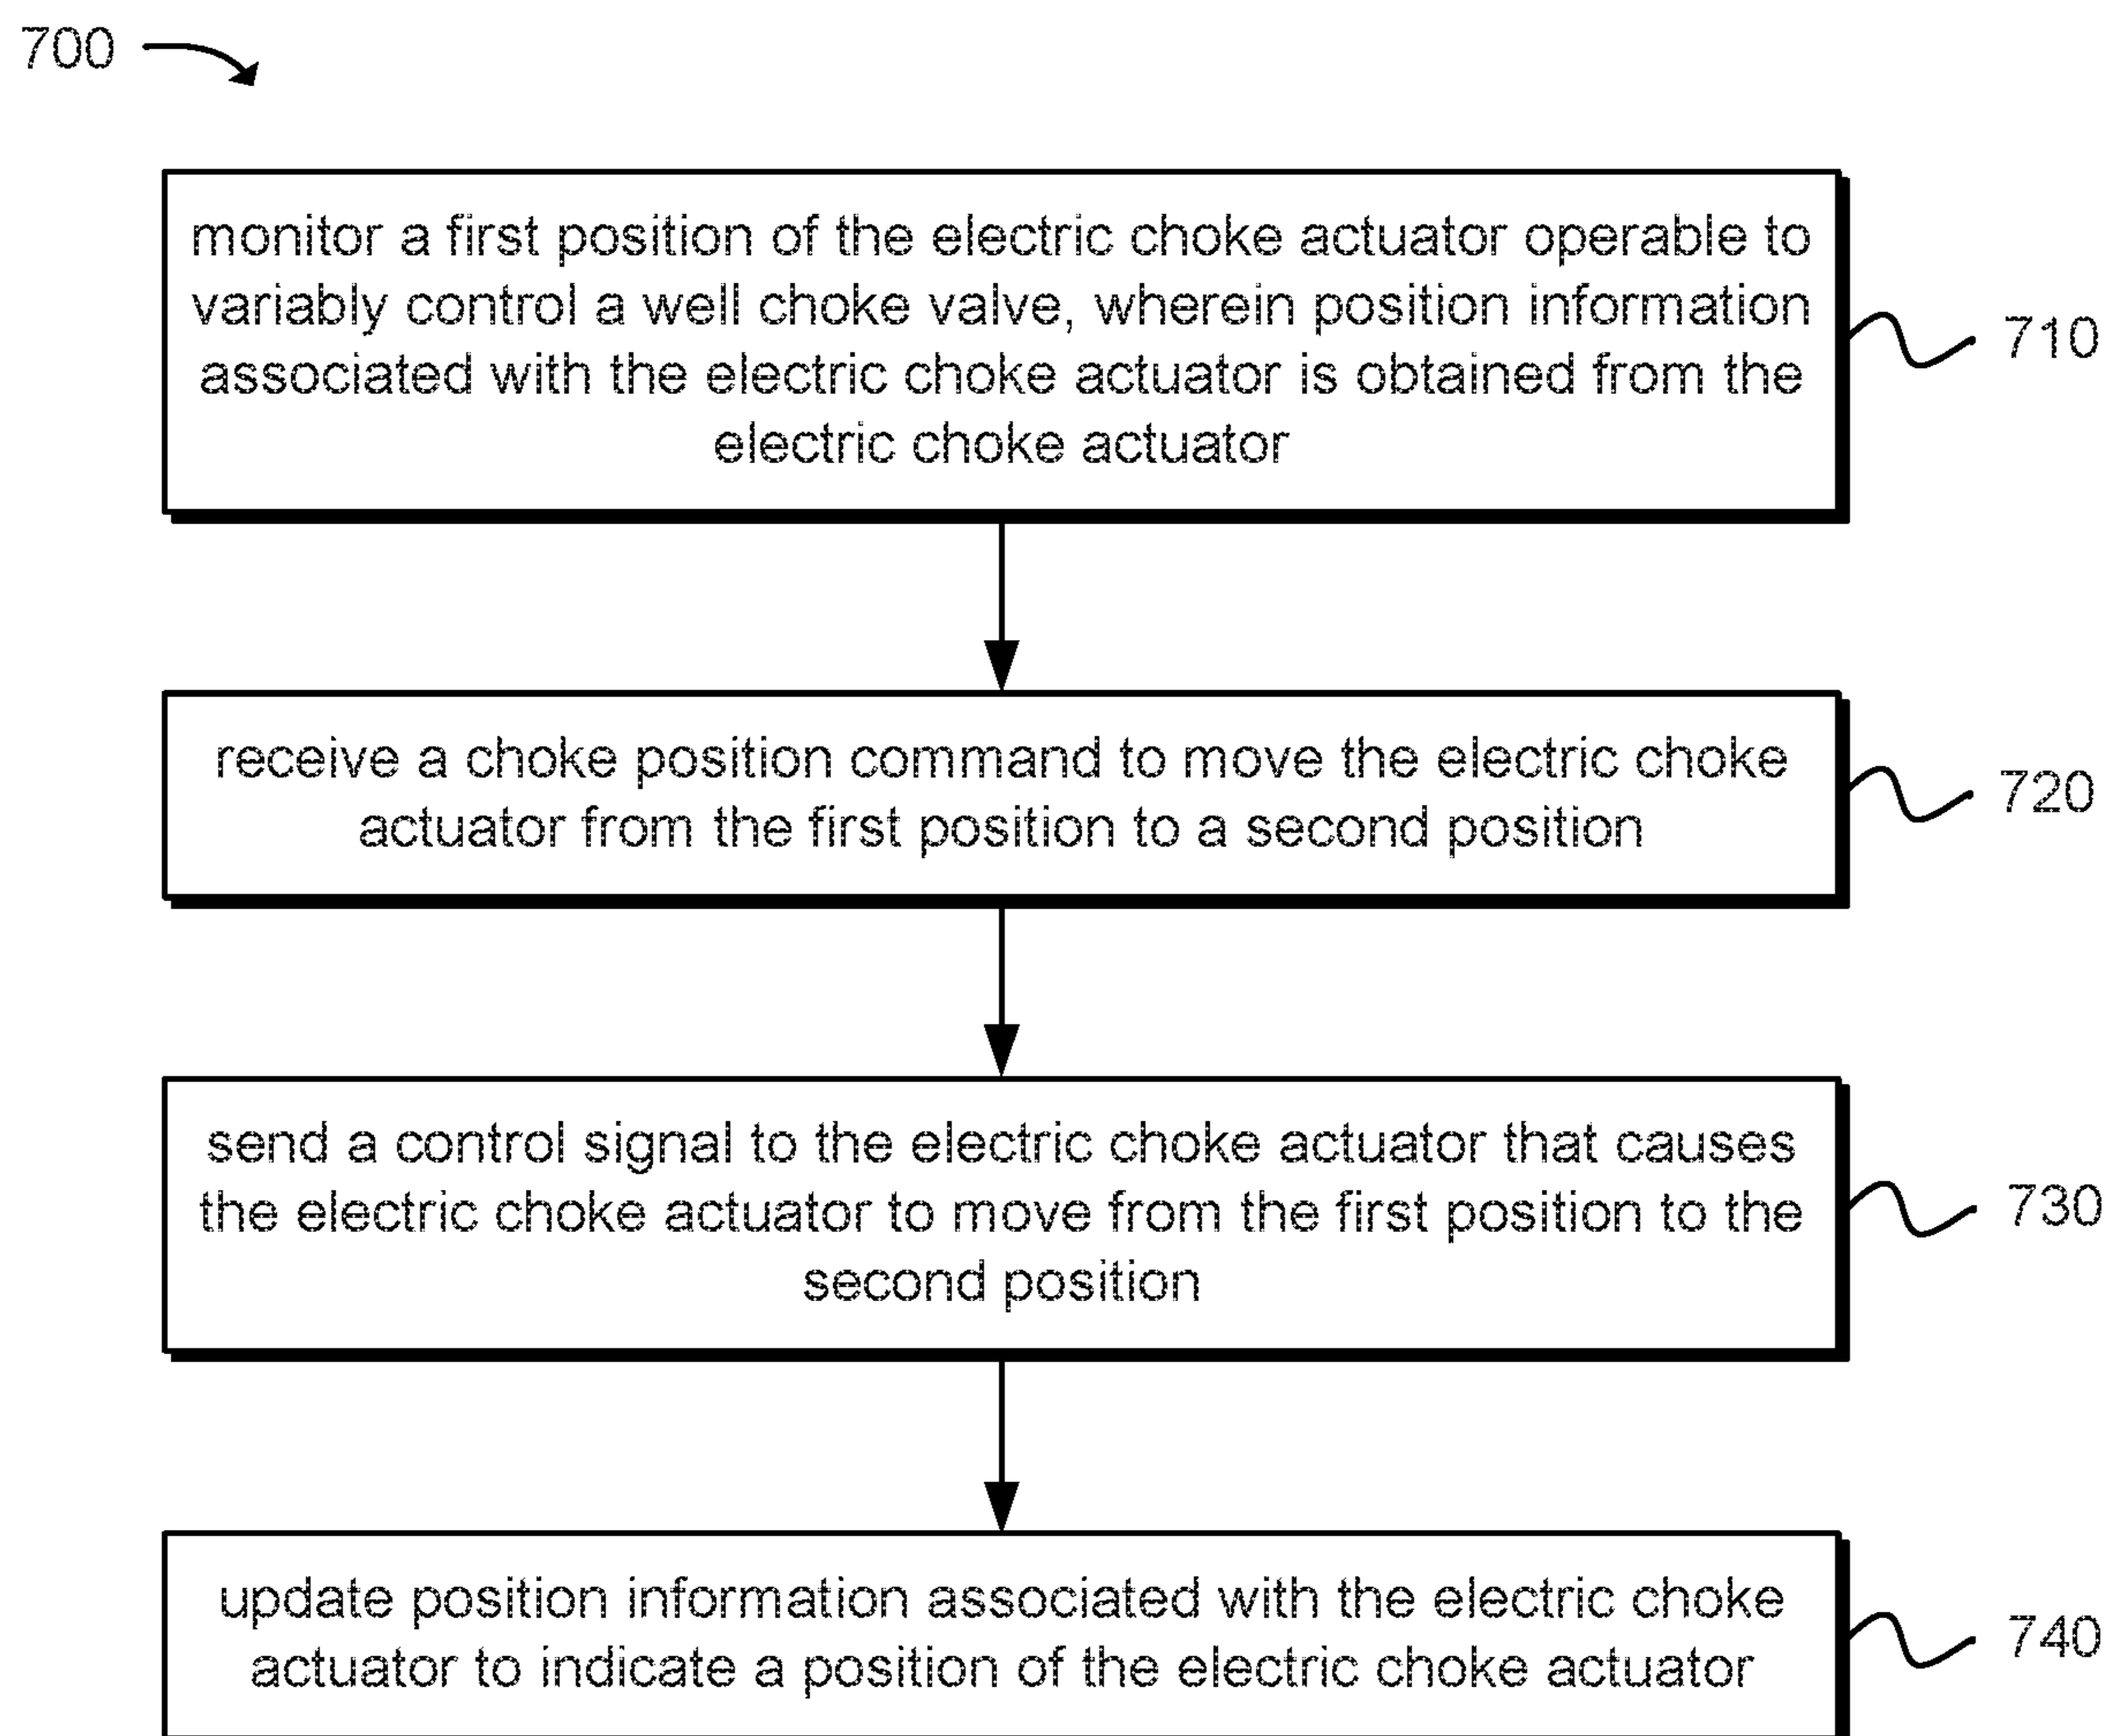 700
monitor a first position of the electric choke actuator operable to
variably control a well choke valve, wherein position information
associated with the electric choke actuator is obtained from the
electric choke actuator
710
receive a choke position command to move the electric choke
actuator from the first position to a second position
720
send a control signal to the electric choke actuator that causes
the electric choke actuator to move from the first position to the
second position
730
update position information associated with the electric choke
actuator to indicate a position of the electric choke actuator
740